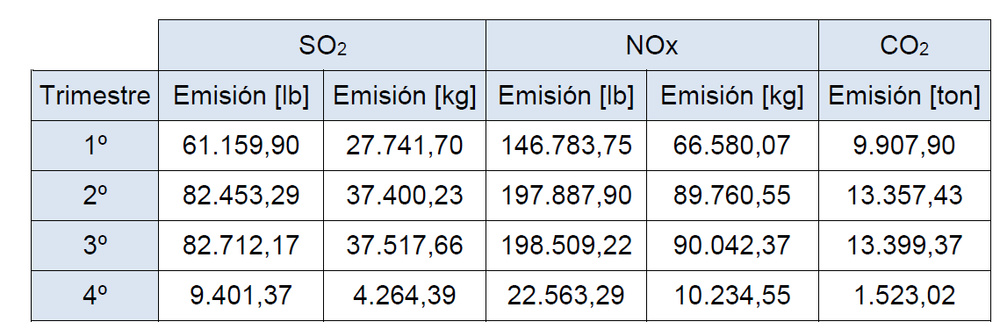 SO₂ NOx CO₂
Trimestre Emisión [lb] Emisión [kg] Emisión [lb] Emisión [kg] Emisión [ton]
1º 61.159,90 27.741,70 146.783,75 66.580,07 9.907,90
2º 82.453,29 37.400,23 197.887,90 89.760,55 13.357,43
3º 82.712,17 37.517,66 198.509,22 90.042,37 13.399,37
4º 9.401,37 4.264,39 22.563,29 10.234,55 1.523,02